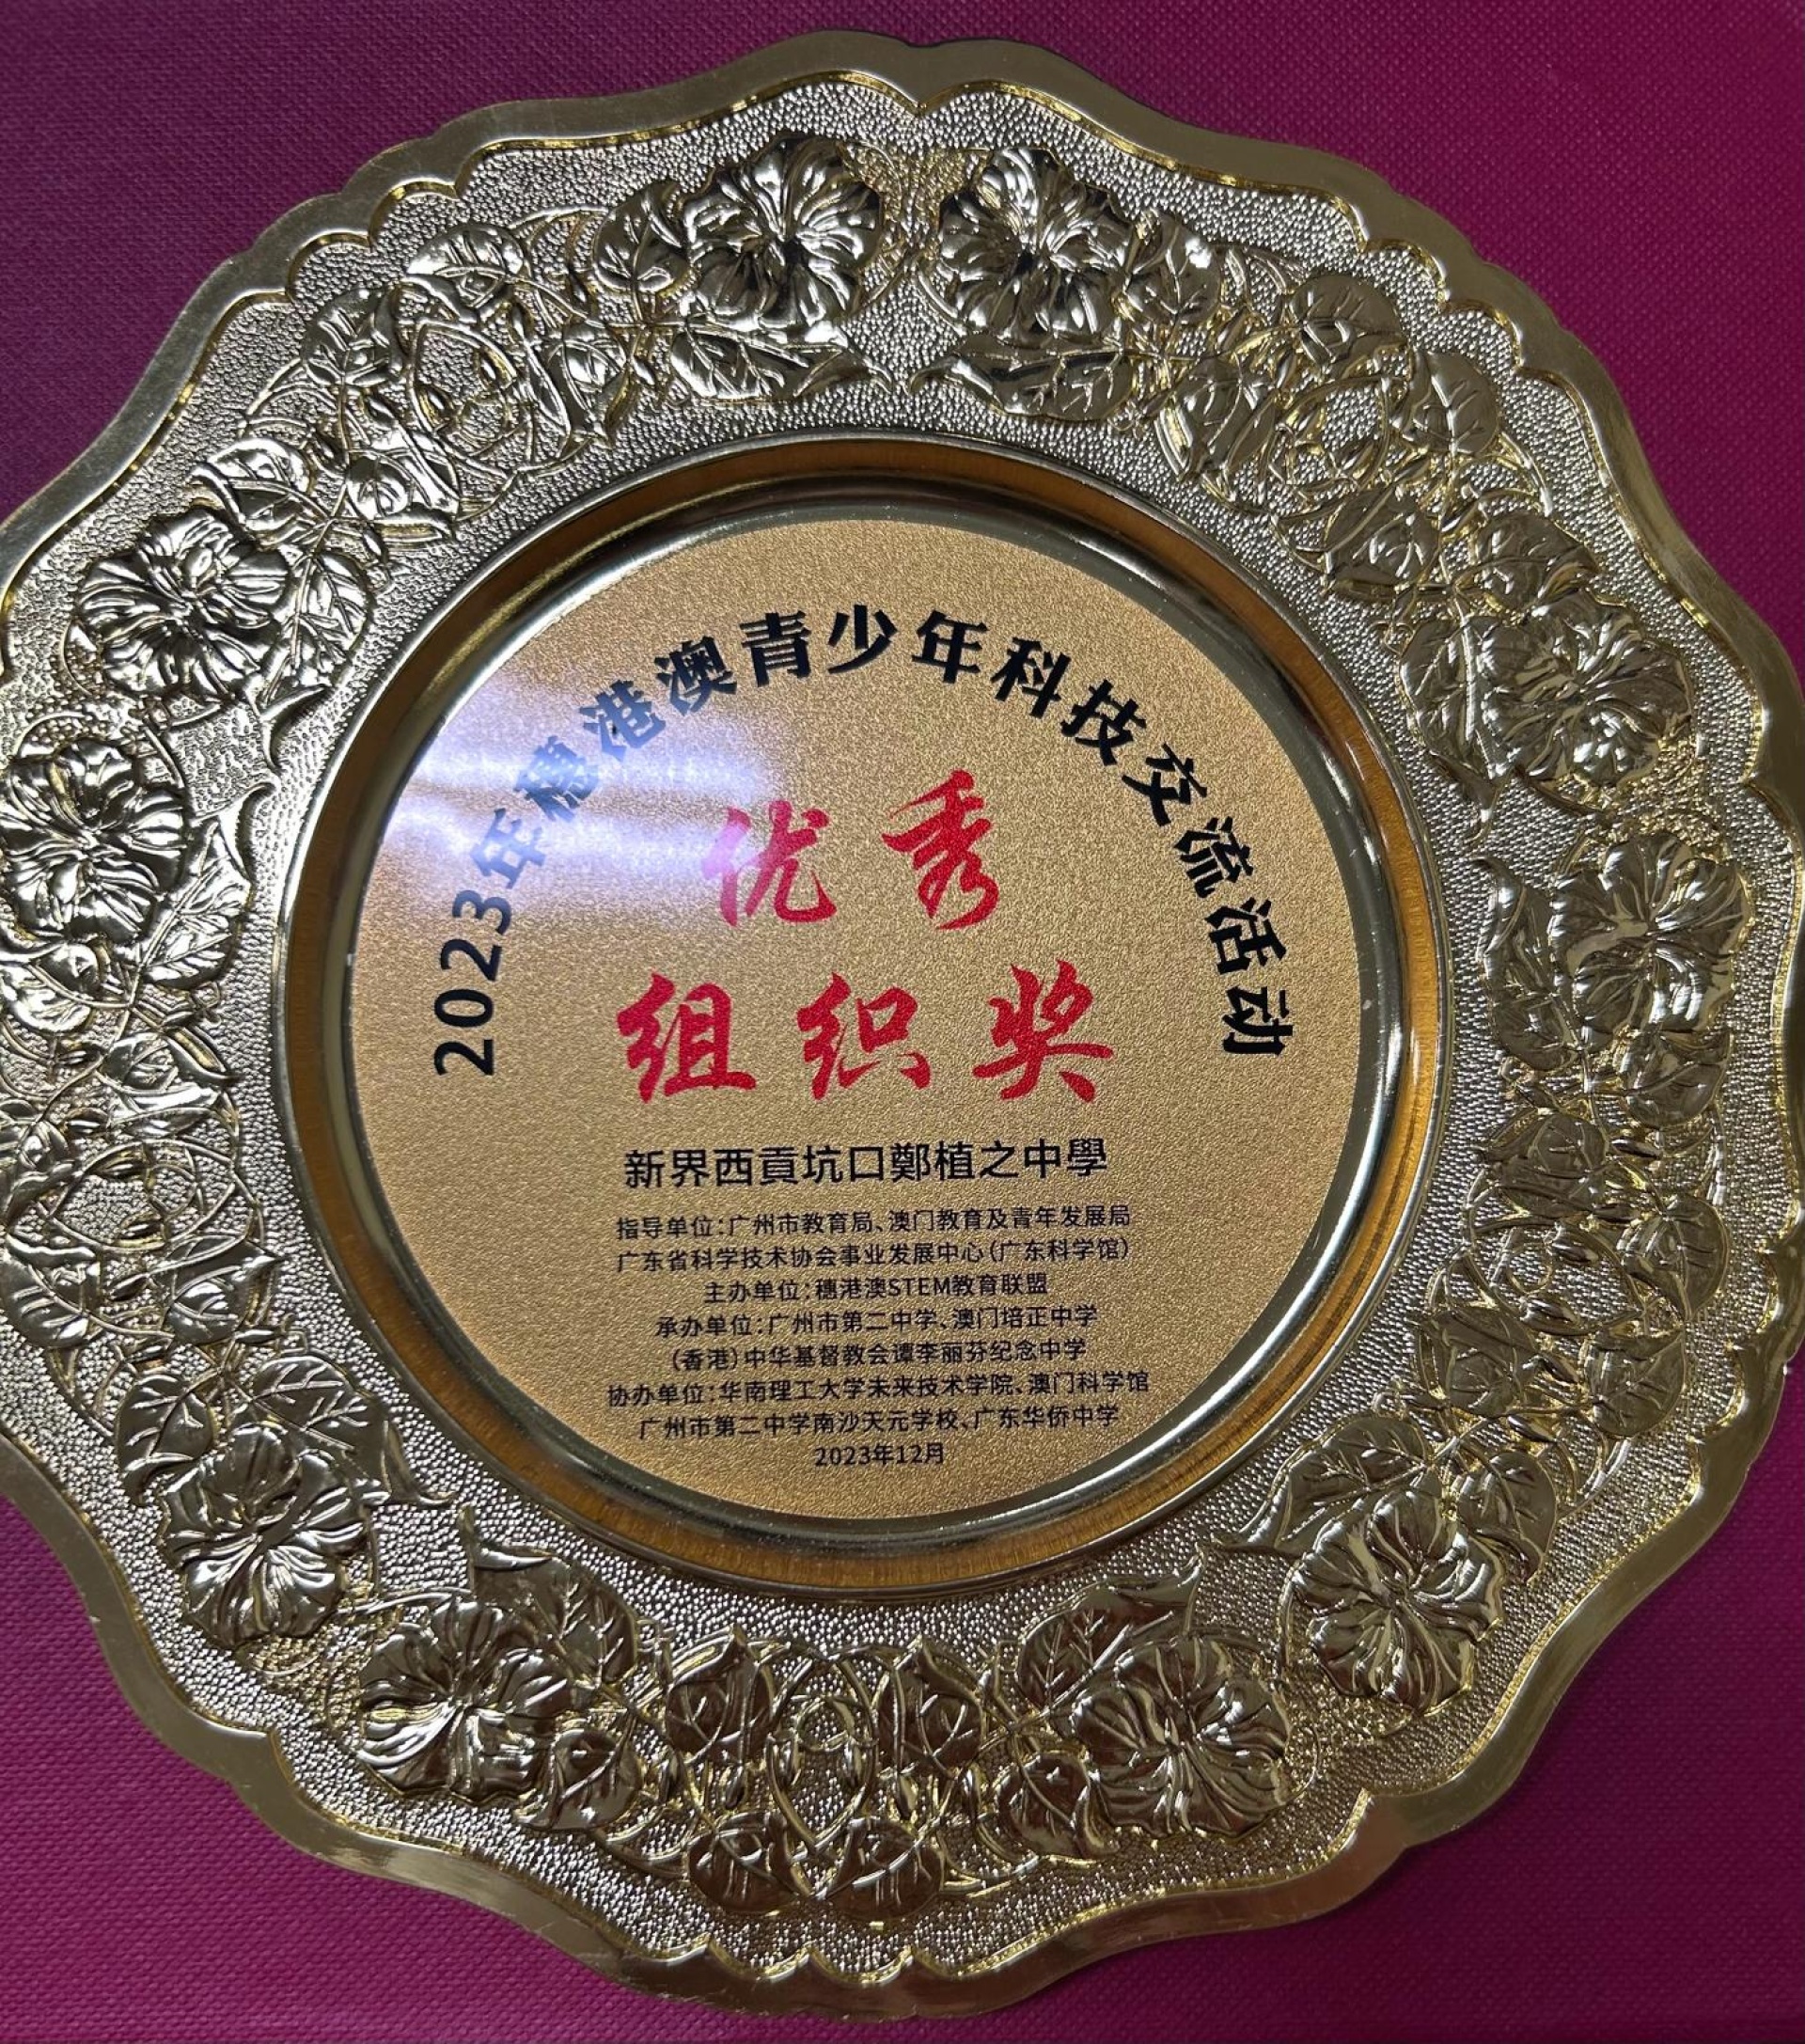 2023年穗港澳青少年科技交流活动
优秀
组织奖
新界西貢坑口鄭植之中學
指导单位:广州市教育局、澳门教育及青年发展局
广东省科学技术协会事业发展中心(广东科学馆)
主办单位:穗港澳STEM教育联盟
承办单位:广州市第二中学、澳门培正中学
(香港)中华基督教会谭李丽芬纪念中学
协办单位:华南理工大学未来技术学院、澳门科学馆
广州市第二中学南沙天元学校、广东华侨中学
2023年12月